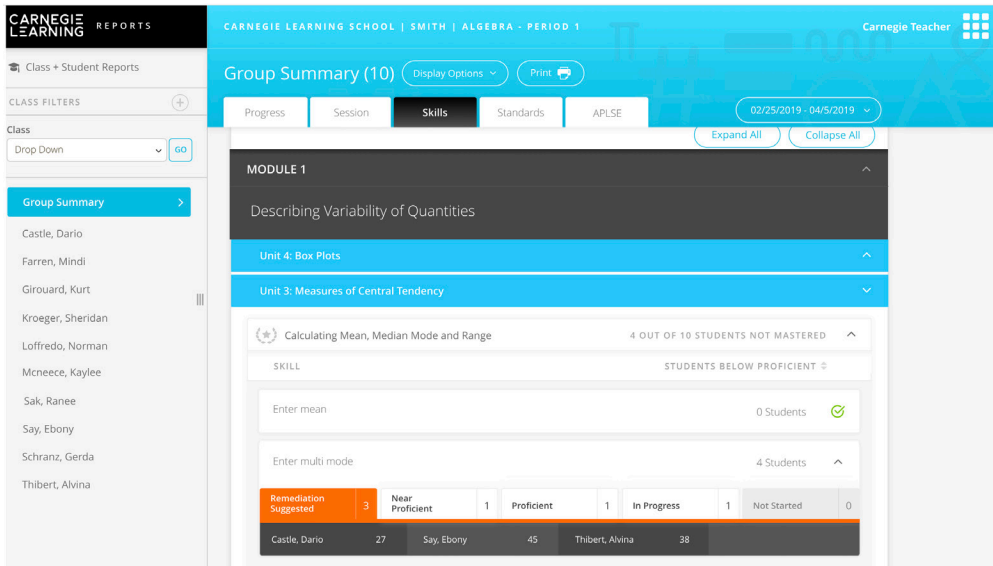 CARNEGIE
LEARNING
REPORTS
CARNEGIE LEARNING SCHOOL | SMITH | ALGEBRA - PERIOD 1
Carnegie Teacher
Class + Student Reports
Group Summary (10)
Display Options
Print
CLASS FILTERS
Progress
Session
Skills
Standards
APLSE
02/25/2019 - 04/5/2019
Class
Drop Down
GO
Expand All
Collapse All
Group Summary
Castle, Dario
Farren, Mindi
Girouard, Kurt
Kroeger, Sheridan
Loffredo, Norman
Mcneece, Kaylee
Sak, Ranee
Say, Ebony
Schranz, Gerda
Thibert, Alvina
MODULE 1
Describing Variability of Quantities
Unit 4: Box Plots
Unit 3: Measures of Central Tendency
Calculating Mean, Median Mode and Range
4 OUT OF 10 STUDENTS NOT MASTERED
SKILL
STUDENTS BELOW PROFICIENT
Enter mean
0 Students
Enter multi mode
4 Students
Remediation
Suggested
3
Near
Proficient
1
Proficient
1
In Progress
1
Not Started
0
Castle, Dario 27
Say, Ebony 45
Thibert, Alvina 38